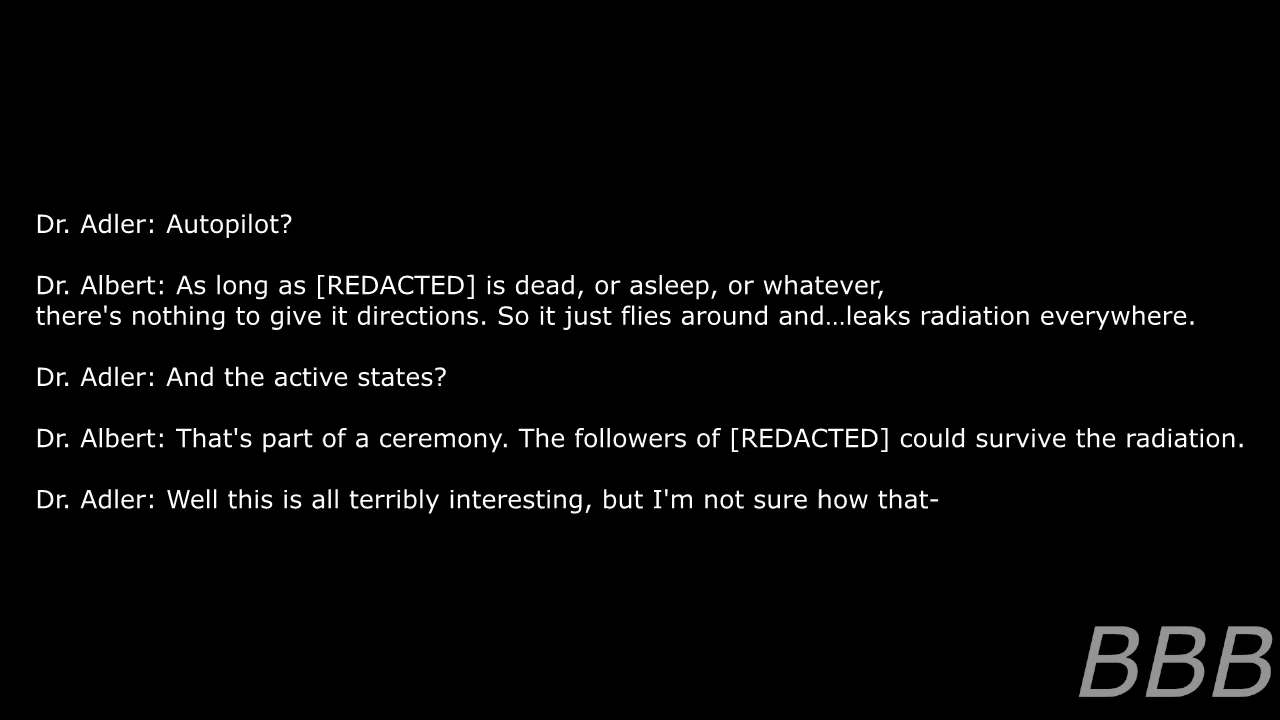 Dr. Adler: Autopilot?
Dr. Albert: As long as [REDACTED] is dead, or asleep, or whatever,
there's nothing to give it directions. So it just flies around and...leaks radiation everywhere.
Dr. Adler: And the active states?
Dr. Albert: That's part of a ceremony. The followers of [REDACTED] could survive the radiation.
Dr. Adler: Well this is all terribly interesting, but I'm not sure how that-
BBB